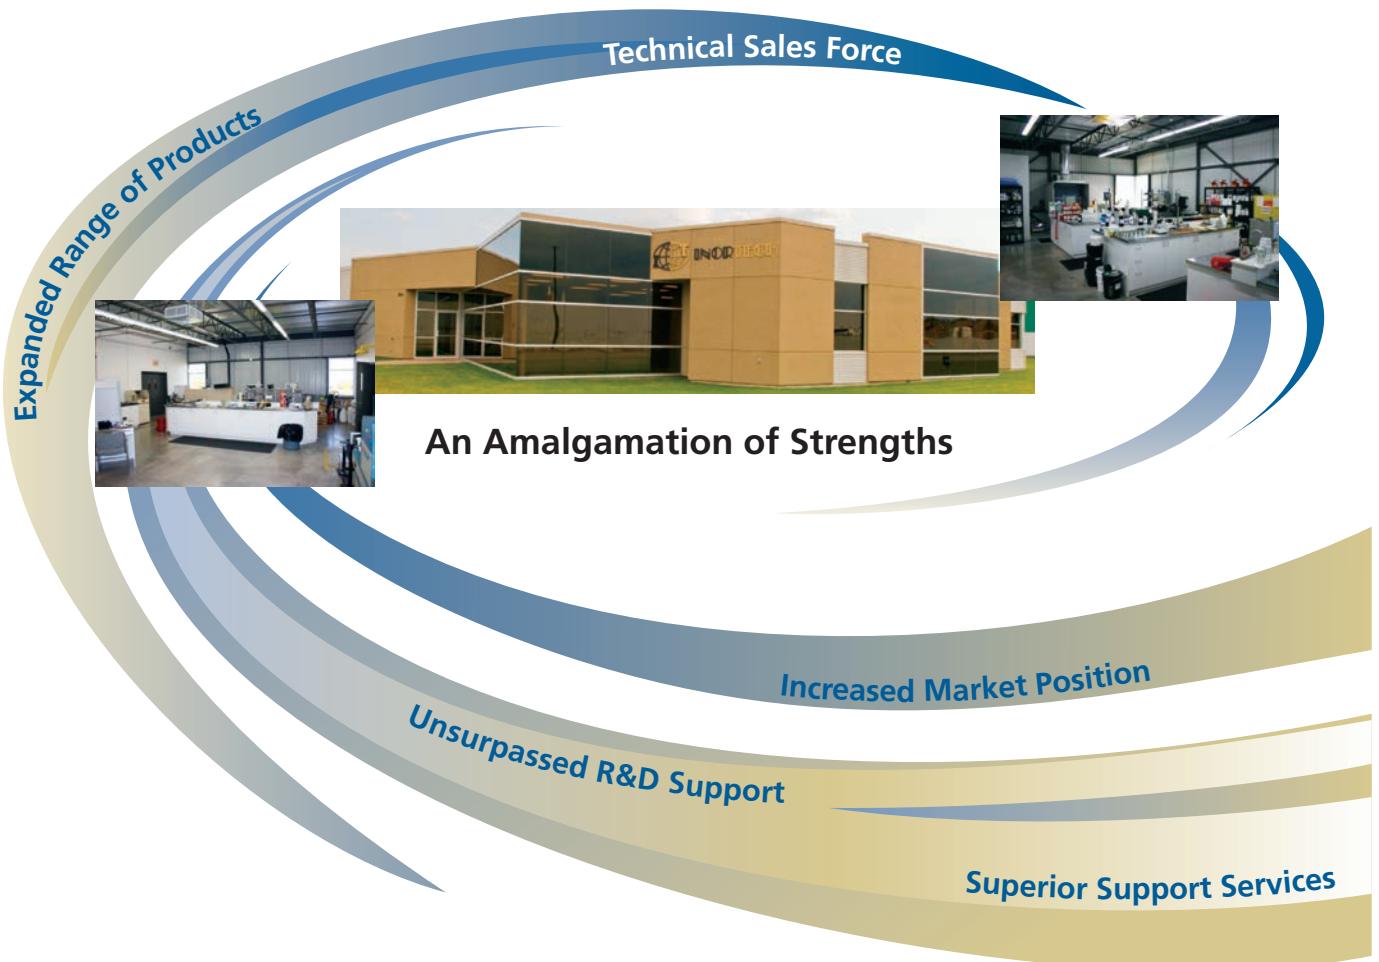 Technical Sales Force
Expanded Range of Products
INORTECH
An Amalgamation of Strengths
Increased Market Position
Unsurpassed R&D Support
Superior Support Services